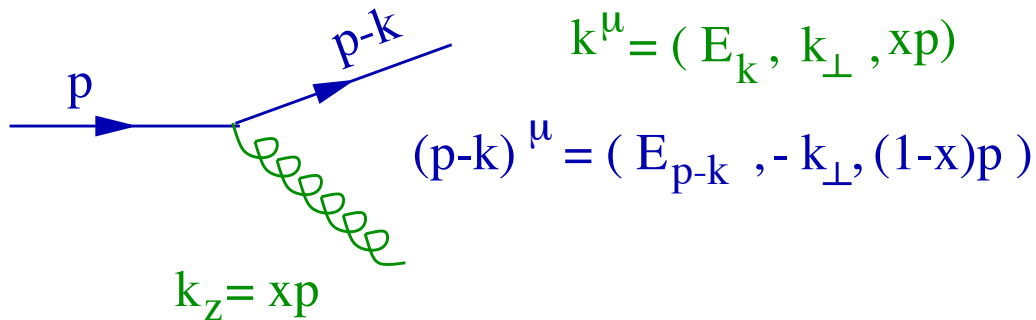 p
p-k
k^μ = ( E_k , k_⊥ , xp)
(p-k)^μ = ( E_{p-k} , - k_⊥, (1-x)p )
k_z = xp